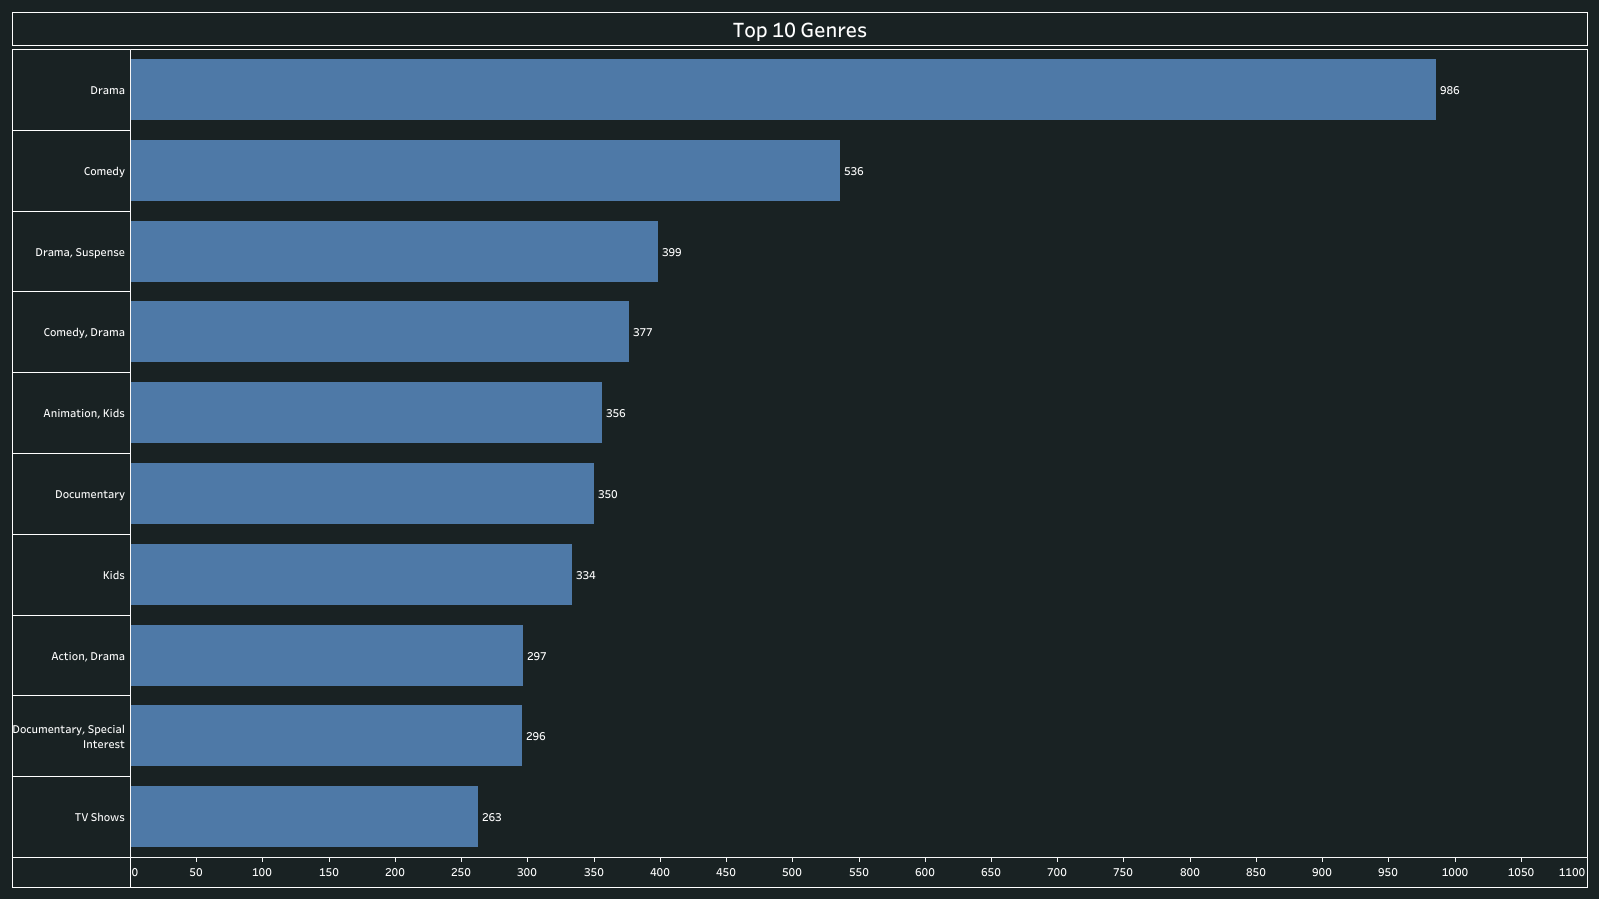 Top 10 Genres
Drama
986
Comedy
536
Drama, Suspense
399
Comedy, Drama
377
Animation, Kids
356
Documentary
350
Kids
334
Action, Drama
297
Documentary, Special
Interest
296
TV Shows
263
0 50 100 150 200 250 300 350 400 450 500 550 600 650 700 750 800 850 900 950 1000 1050 1100